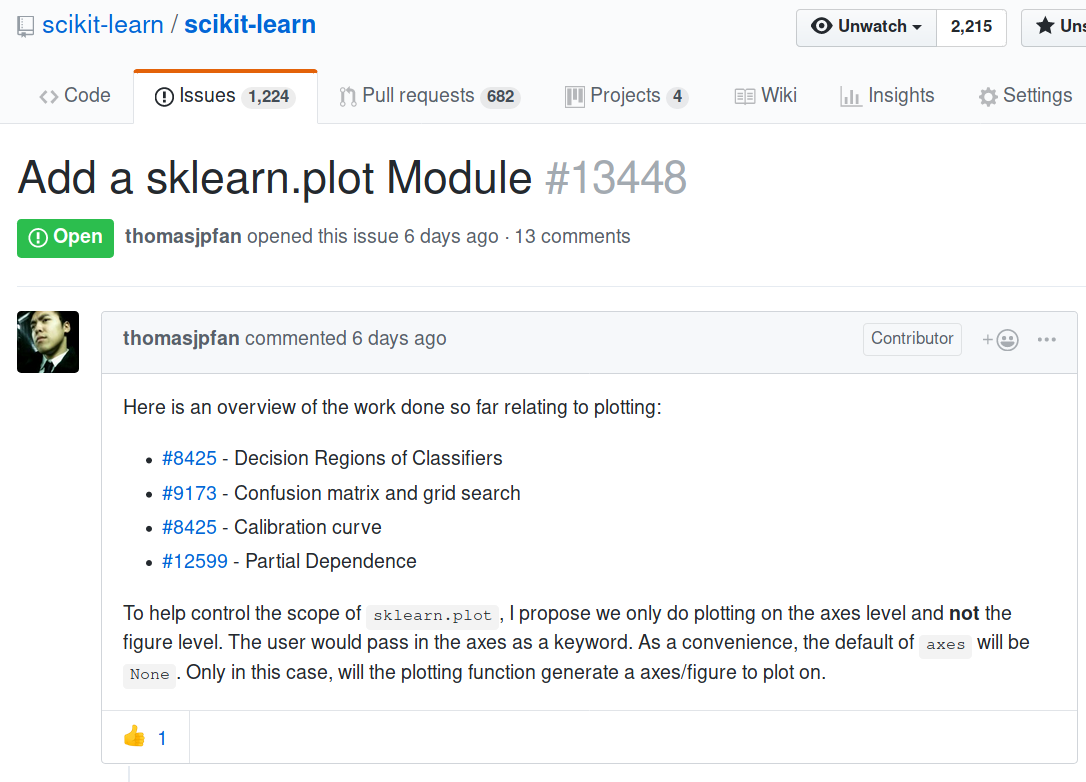 scikit-learn / scikit-learn
Unwatch 2,215 Uns
Code Issues 1,224 Pull requests 682 Projects 4 Wiki Insights Settings
Add a sklearn.plot Module #13448
Open thomasjpfan opened this issue 6 days ago · 13 comments
thomasjpfan commented 6 days ago Contributor
Here is an overview of the work done so far relating to plotting:
• #8425 - Decision Regions of Classifiers
• #9173 - Confusion matrix and grid search
• #8425 - Calibration curve
• #12599 - Partial Dependence
To help control the scope of sklearn.plot, I propose we only do plotting on the axes level and not the
figure level. The user would pass in the axes as a keyword. As a convenience, the default of axes will be
None. Only in this case, will the plotting function generate a axes/figure to plot on.
👍 1